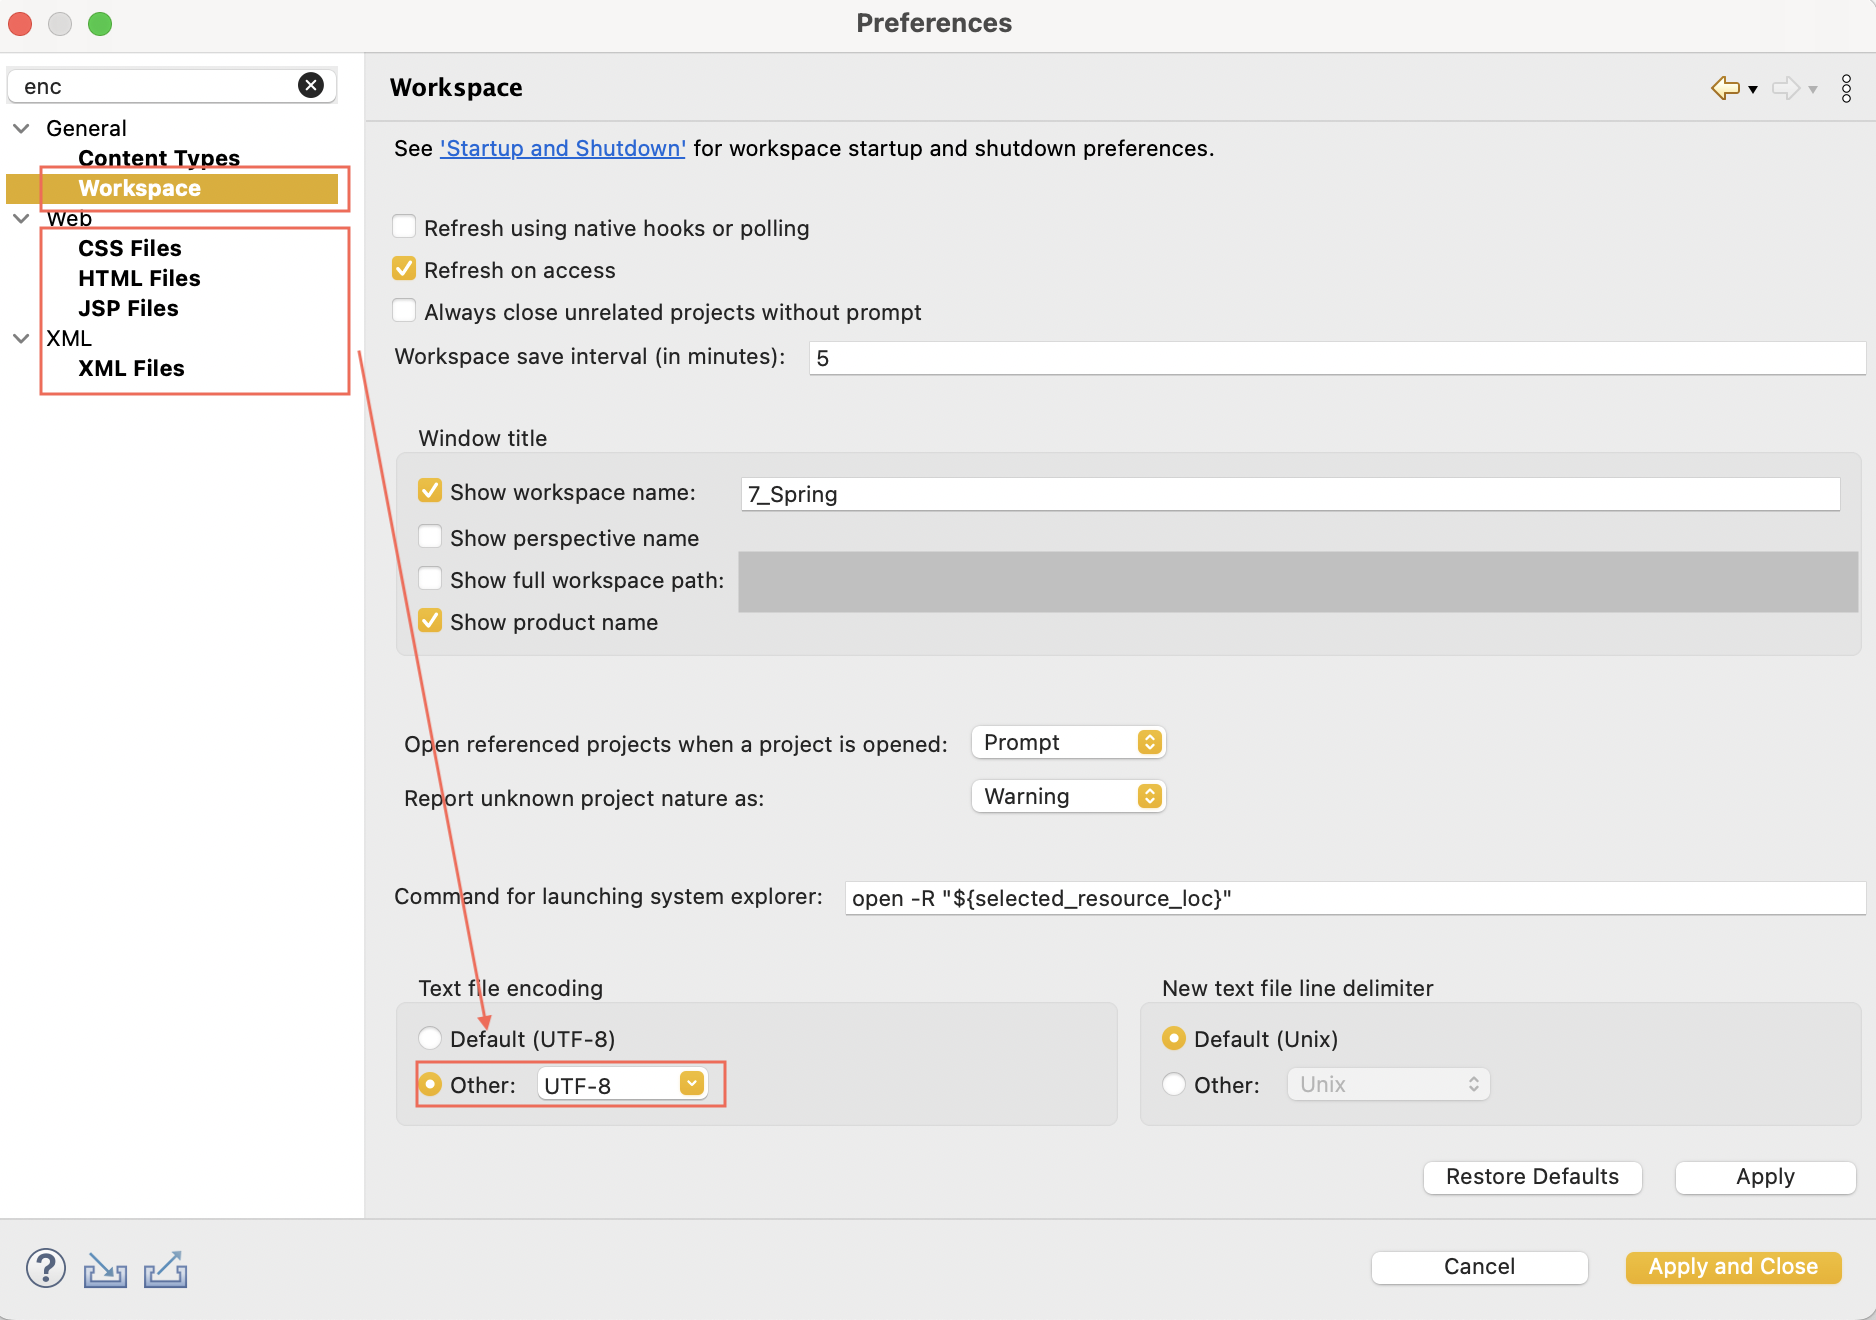 Preferences
enc
General
Content Types
Workspace
Web
CSS Files
HTML Files
JSP Files
XML
XML Files
Workspace
See 'Startup and Shutdown' for workspace startup and shutdown preferences.
Refresh using native hooks or polling
Refresh on access
Always close unrelated projects without prompt
Workspace save interval (in minutes): 5
Window title
Show workspace name: 7_Spring
Show perspective name
Show full workspace path:
Show product name
Open referenced projects when a project is opened: Prompt
Report unknown project nature as: Warning
Command for launching system explorer: open -R "${selected_resource_loc}"
Text file encoding
Default (UTF-8)
Other: UTF-8
New text file line delimiter
Default (Unix)
Other: Unix
Restore Defaults Apply
? Cancel Apply and Close